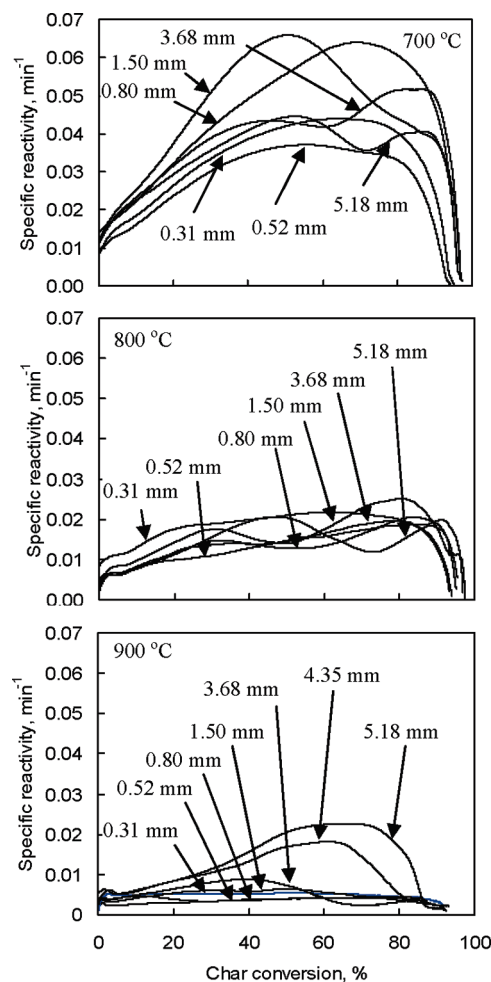 0.07
0.06
0.05
0.04
0.03
0.02
0.01
0.00
Specific reactivity, min-1
700 oC
3.68 mm
1.50 mm
0.80 mm
0.31 mm
0.52 mm
5.18 mm
0.07
0.06
0.05
0.04
0.03
0.02
0.01
0.00
Specific reactivity, min-1
800 oC
5.18 mm
3.68 mm
1.50 mm
0.80 mm
0.52 mm
0.31 mm
0.07
0.06
0.05
0.04
0.03
0.02
0.01
0
Specific reactivity, min-1
900 oC
4.35 mm
3.68 mm
5.18 mm
1.50 mm
0.80 mm
0.52 mm
0.31 mm
0 20 40 60 80 100
Char conversion, %